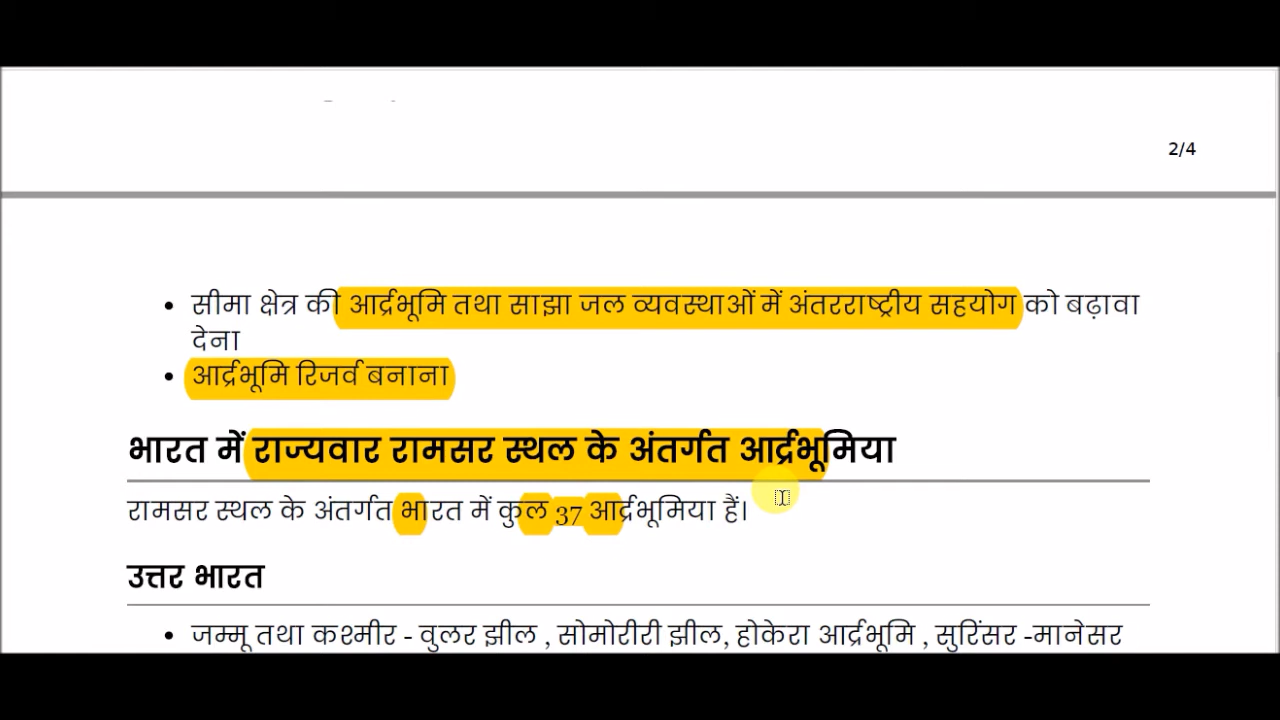 2/4
• सीमा क्षेत्र की आर्द्रभूमि तथा साझा जल व्यवस्थाओं में अंतरराष्ट्रीय सहयोग को बढ़ावा
देना
• आर्द्रभूमि रिजर्व बनाना
भारत में राज्यवार रामसर स्थल के अंतर्गत आर्द्रभूमिया
रामसर स्थल के अंतर्गत भारत में कुल 37 आर्द्रभूमिया हैं।
उत्तर भारत
• जम्मू तथा कश्मीर - वुलर झील , सोमोरीरी झील, होकेरा आर्द्रभूमि , सुरिंसर -मानेसर